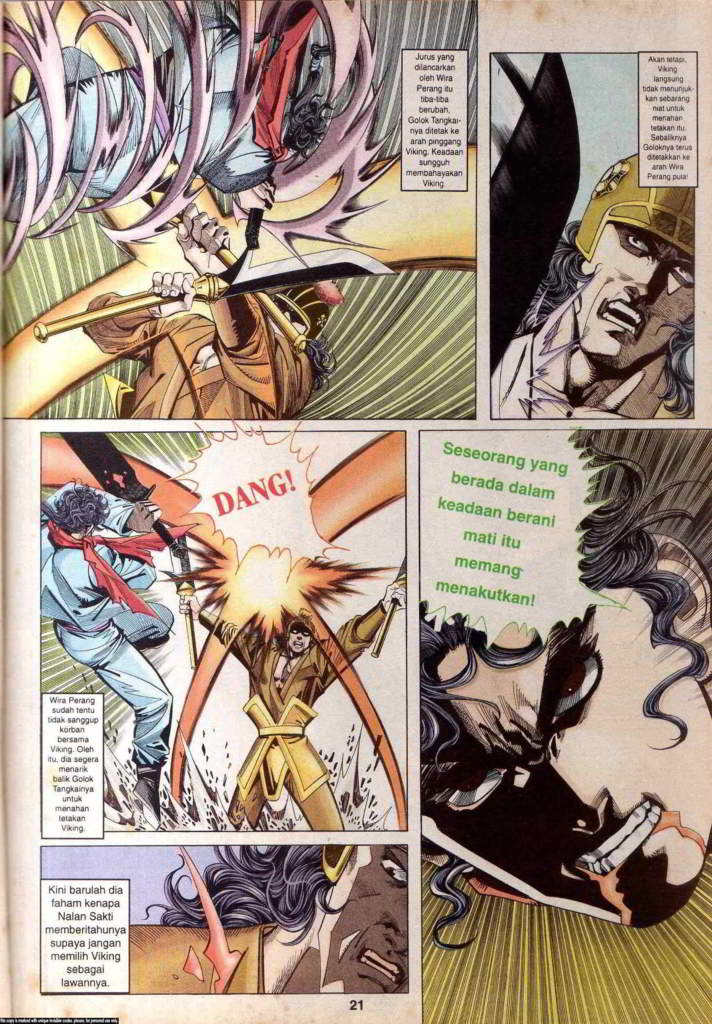 Jurus yang
dilancarkan
oleh Wira
Perang itu
tiba-tiba
berubah,
Golok Tangkai-
nya ditetak ke
arah pinggang
Viking. Keadaan
sungguh
membahayakan
Viking.
Akan tetapi,
Viking
langsung
tidak menunjuk-
kan sebarang
niat untuk
menahan
tetakan itu.
Sebaliknya
Goloknya terus
ditetakkan ke
arah Wira
Perang pula!
DANG!
Wira Perang
sudah tentu
tidak sanggup
korban
bersama
Viking. Oleh
itu, dia segera
menarik
balik Golok
Tangkainya
untuk
menahan
tetakan
Viking.
Seseorang yang
berada dalam
keadaan berani
mati itu
memang
menakutkan!
Kini barulah dia
faham kenapa
Nalan Sakti
memberitahunya
supaya jangan
memilih Viking
sebagai
lawannya.
21